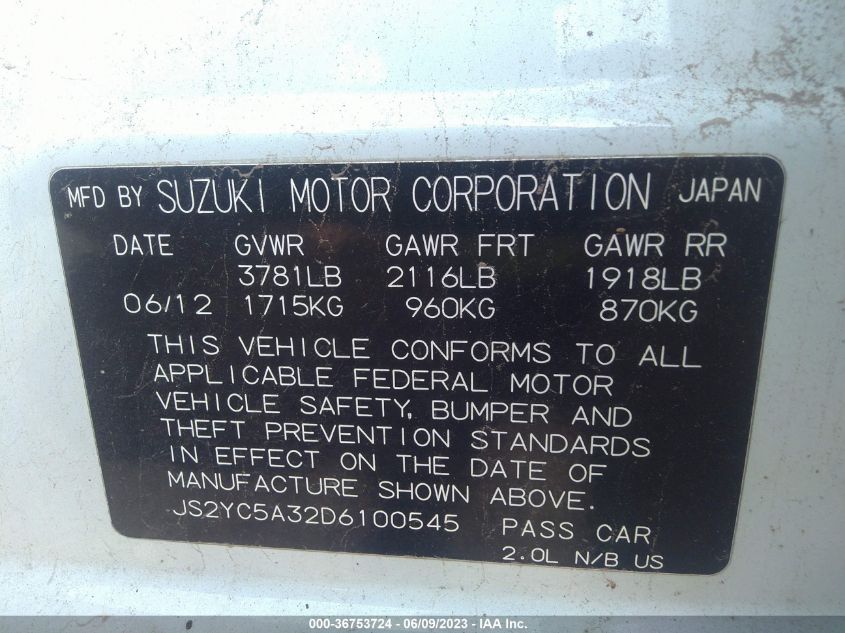 MFD BY SUZUKI MOTOR CORPORATION JAPAN
DATE GVWR GAWR FRT GAWR RR
3781LB 2116LB 1918LB
06/12 1715KG 960KG 870KG
THIS VEHICLE CONFORMS TO ALL
APPLICABLE FEDERAL MOTOR
VEHICLE SAFETY, BUMPER AND
THEFT PREVENTION STANDARDS
IN EFFECT ON THE DATE OF
MANUFACTURE SHOWN ABOVE.
JS2YC5A32D6100545 PASS CAR
2.0L N/B US
000-36753724 - 06/09/2023 - IAA Inc.